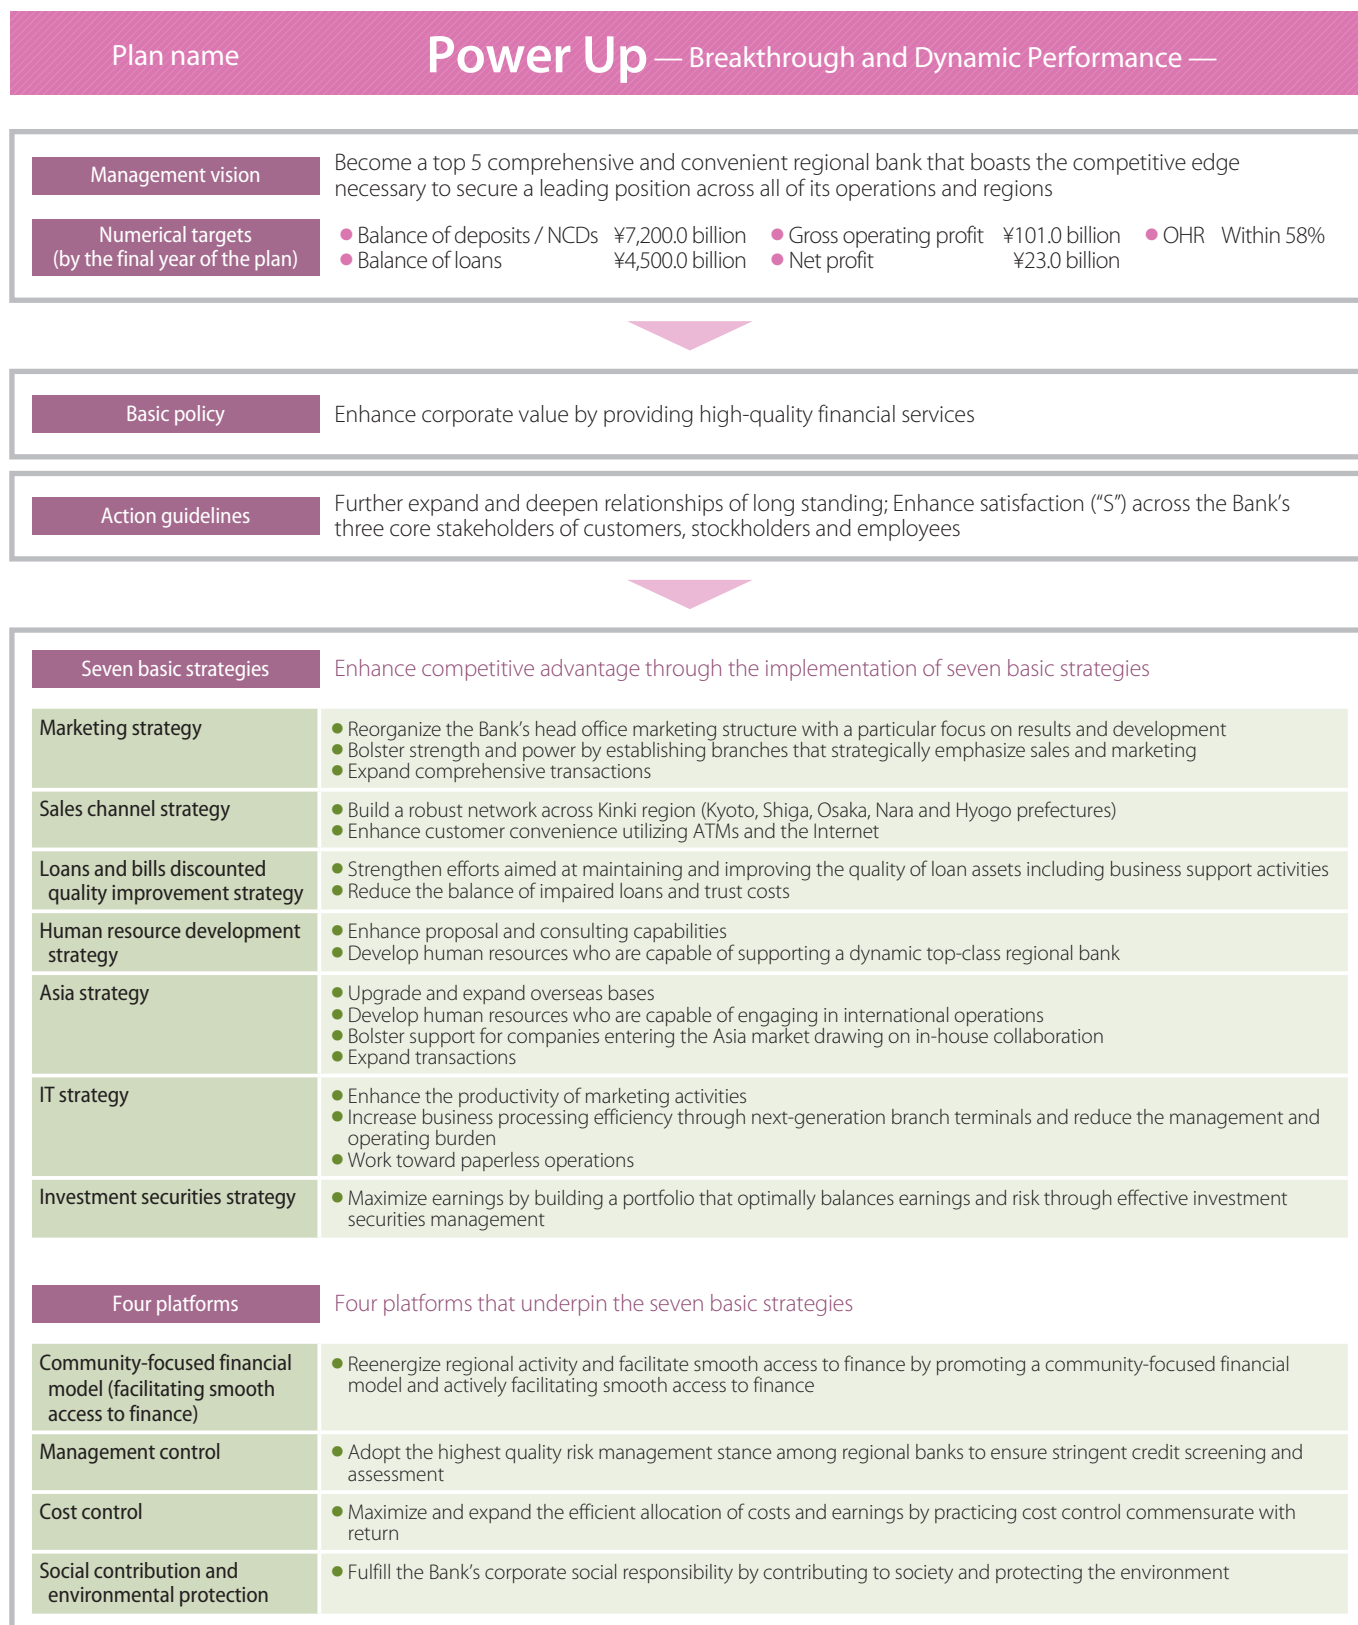 Plan name
Power Up — Breakthrough and Dynamic Performance —
Management vision
Become a top 5 comprehensive and convenient regional bank that boasts the competitive edge
necessary to secure a leading position across all of its operations and regions
Numerical targets
(by the final year of the plan)
● Balance of deposits / NCDs ¥7,200.0 billion ● Gross operating profit ¥101.0 billion ● OHR Within 58%
● Balance of loans ¥4,500.0 billion ● Net profit ¥23.0 billion
Basic policy
Enhance corporate value by providing high-quality financial services
Action guidelines
Further expand and deepen relationships of long standing; Enhance satisfaction (“S”) across the Bank’s
three core stakeholders of customers, stockholders and employees
Seven basic strategies
Enhance competitive advantage through the implementation of seven basic strategies
Marketing strategy
● Reorganize the Bank’s head office marketing structure with a particular focus on results and development
● Bolster strength and power by establishing branches that strategically emphasize sales and marketing
● Expand comprehensive transactions
Sales channel strategy
● Build a robust network across Kinki region (Kyoto, Shiga, Osaka, Nara and Hyogo prefectures)
● Enhance customer convenience utilizing ATMs and the Internet
Loans and bills discounted
quality improvement strategy
● Strengthen efforts aimed at maintaining and improving the quality of loan assets including business support activities
● Reduce the balance of impaired loans and trust costs
Human resource development
strategy
● Enhance proposal and consulting capabilities
● Develop human resources who are capable of supporting a dynamic top-class regional bank
Asia strategy
● Upgrade and expand overseas bases
● Develop human resources who are capable of engaging in international operations
● Bolster support for companies entering the Asia market drawing on in-house collaboration
● Expand transactions
IT strategy
● Enhance the productivity of marketing activities
● Increase business processing efficiency through next-generation branch terminals and reduce the management and
operating burden
● Work toward paperless operations
Investment securities strategy
● Maximize earnings by building a portfolio that optimally balances earnings and risk through effective investment
securities management
Four platforms
Four platforms that underpin the seven basic strategies
Community-focused financial
model (facilitating smooth
access to finance)
● Reenergize regional activity and facilitate smooth access to finance by promoting a community-focused financial
model and actively facilitating smooth access to finance
Management control
● Adopt the highest quality risk management stance among regional banks to ensure stringent credit screening and
assessment
Cost control
● Maximize and expand the efficient allocation of costs and earnings by practicing cost control commensurate with
return
Social contribution and
environmental protection
● Fulfill the Bank’s corporate social responsibility by contributing to society and protecting the environment